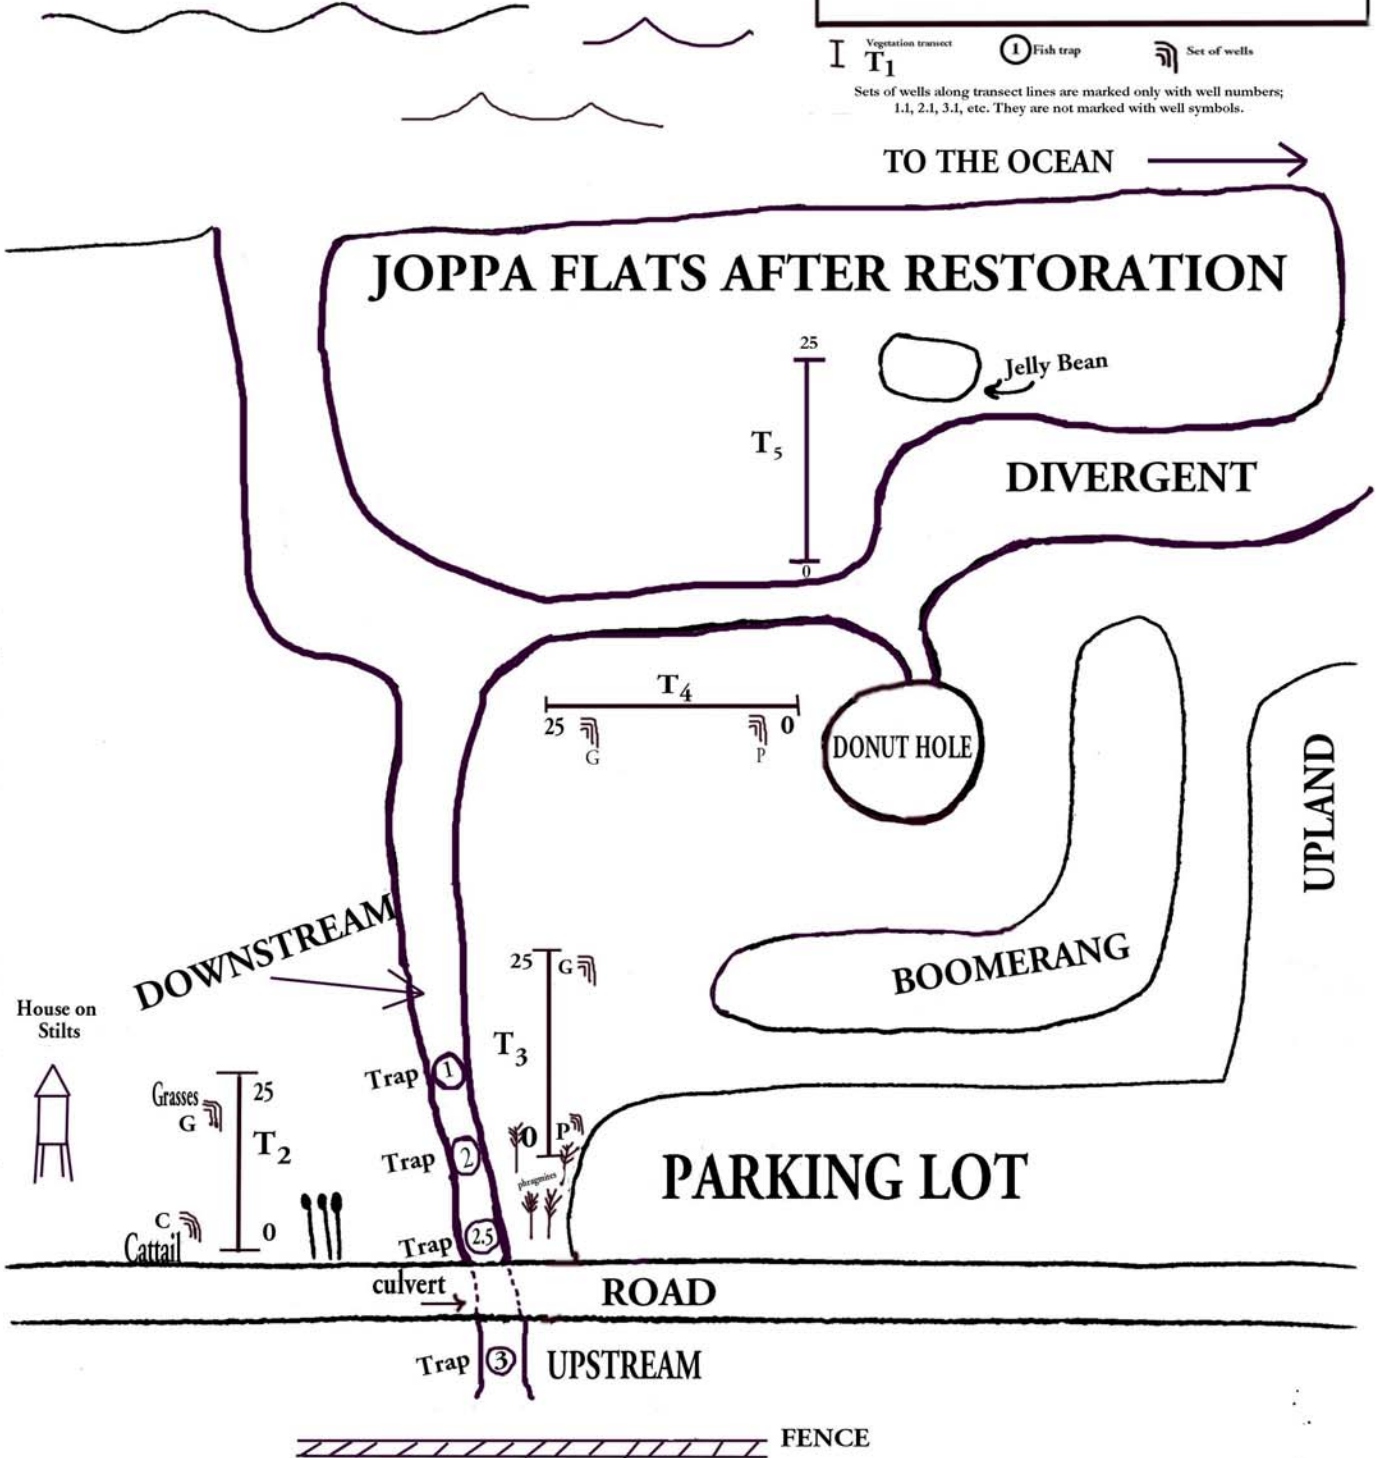 Vegetation transect
T1
1 Fish trap
Set of wells
Sets of wells along transect lines are marked only with well numbers;
1.1, 2.1, 3.1, etc. They are not marked with well symbols.
TO THE OCEAN
JOPPA FLATS AFTER RESTORATION
25
Jelly Bean
T5
DIVERGENT
0
T4
25
0
G
P
DONUT HOLE
UPLAND
DOWNSTREAM
BOOMERANG
25
G
House on
Stilts
T3
Trap 1
Grasses
G
25
T2
0
P
Trap 2
PARKING LOT
phragmites
C
Cattail
0
Trap 2.5
culvert
ROAD
Trap 3
UPSTREAM
FENCE